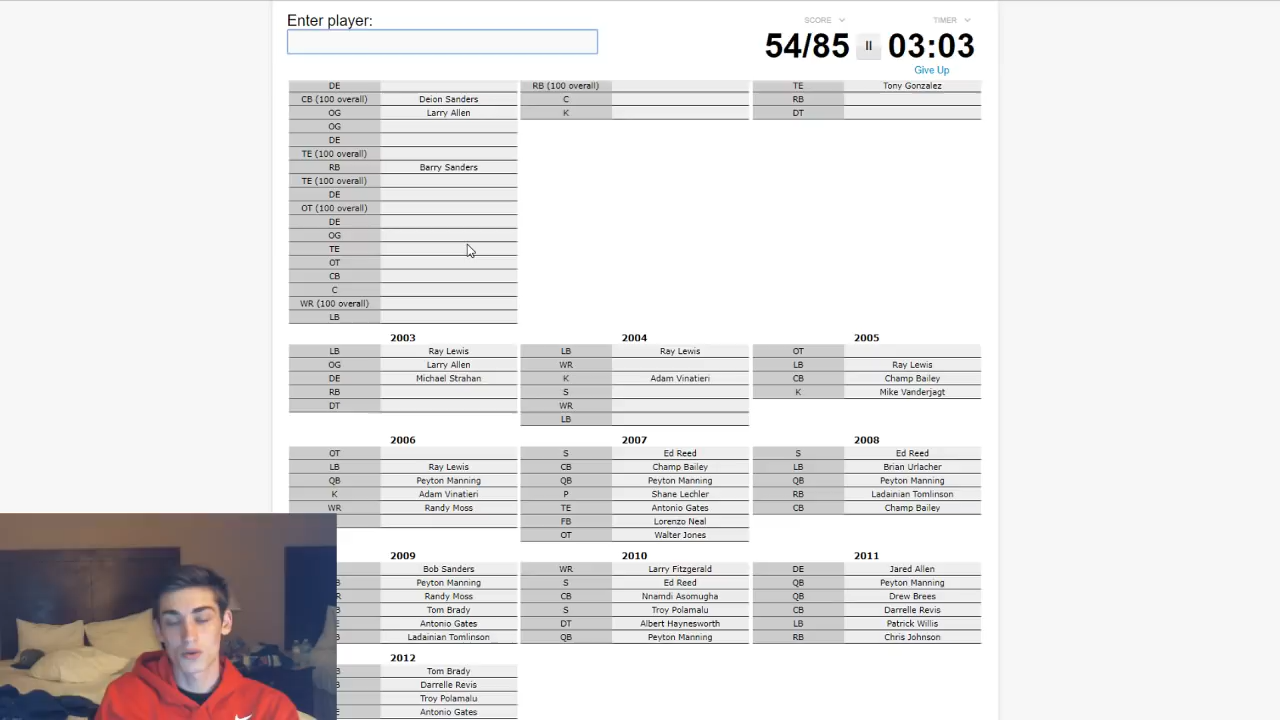 Enter player:
SCORE
TIMER
54/85 II 03:03
Give Up
DE
CB (100 overall) Deion Sanders
OG Larry Allen
OG
DE
TE (100 overall)
RB Barry Sanders
TE (100 overall)
DE
OT (100 overall)
DE
OG
TE
OT
CB
C
WR (100 overall)
LB
RB (100 overall)
C
K
TE Tony Gonzalez
RB
DT
2003
LB Ray Lewis
OG Larry Allen
DE Michael Strahan
RB
DT
2004
LB Ray Lewis
WR
K Adam Vinatieri
S
WR
LB
2005
OT
LB Ray Lewis
CB Champ Bailey
K Mike Vanderjagt
2006
OT
LB Ray Lewis
QB Peyton Manning
K Adam Vinatieri
WR Randy Moss
2007
S Ed Reed
CB Champ Bailey
QB Peyton Manning
P Shane Lechler
TE Antonio Gates
FB Lorenzo Neal
OT Walter Jones
2008
S Ed Reed
LB Brian Urlacher
QB Peyton Manning
RB Ladainian Tomlinson
CB Champ Bailey
2009
Bob Sanders
B Peyton Manning
R Randy Moss
B Tom Brady
E Antonio Gates
B Ladainian Tomlinson
2010
WR Larry Fitzgerald
S Ed Reed
CB Nnamdi Asomugha
S Troy Polamalu
DT Albert Haynesworth
QB Peyton Manning
2011
DE Jared Allen
QB Peyton Manning
QB Drew Brees
CB Darrelle Revis
LB Patrick Willis
RB Chris Johnson
2012
B Tom Brady
B Darrelle Revis
Troy Polamalu
E Antonio Gates